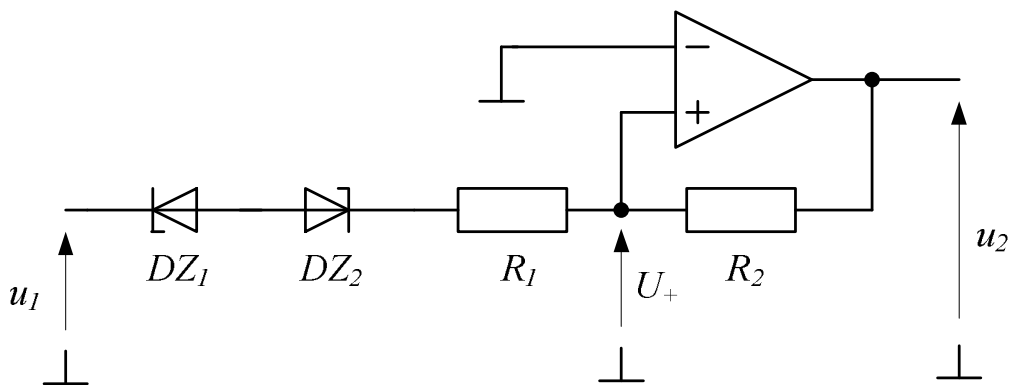 −
+
DZ₁
DZ₂
R₁
R₂
u₁
U₊
u₂